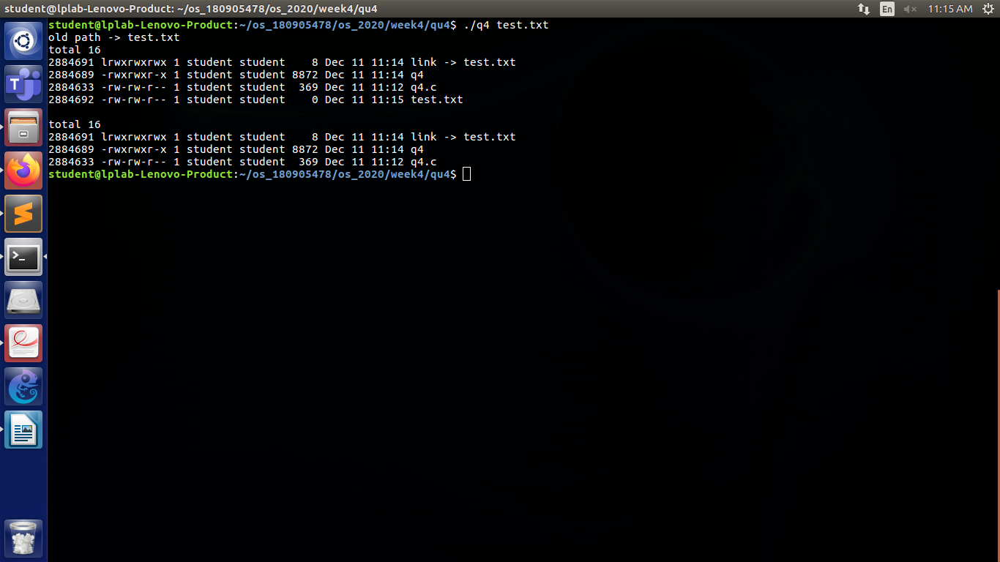 student@lplab-Lenovo-Product: ~/os_180905478/os_2020/week4/qu4
En
11:15 AM
student@lplab-Lenovo-Product:~/os_180905478/os_2020/week4/qu4$ ./q4 test.txt
old path -> test.txt
total 16
2884691 lrwxrwxrwx 1 student student    8 Dec 11 11:14 link -> test.txt
2884689 -rwxrwxr-x 1 student student 8872 Dec 11 11:14 q4
2884633 -rw-rw-r-- 1 student student  369 Dec 11 11:12 q4.c
2884692 -rw-rw-r-- 1 student student    0 Dec 11 11:15 test.txt

total 16
2884691 lrwxrwxrwx 1 student student    8 Dec 11 11:14 link -> test.txt
2884689 -rwxrwxr-x 1 student student 8872 Dec 11 11:14 q4
2884633 -rw-rw-r-- 1 student student  369 Dec 11 11:12 q4.c
student@lplab-Lenovo-Product:~/os_180905478/os_2020/week4/qu4$
T